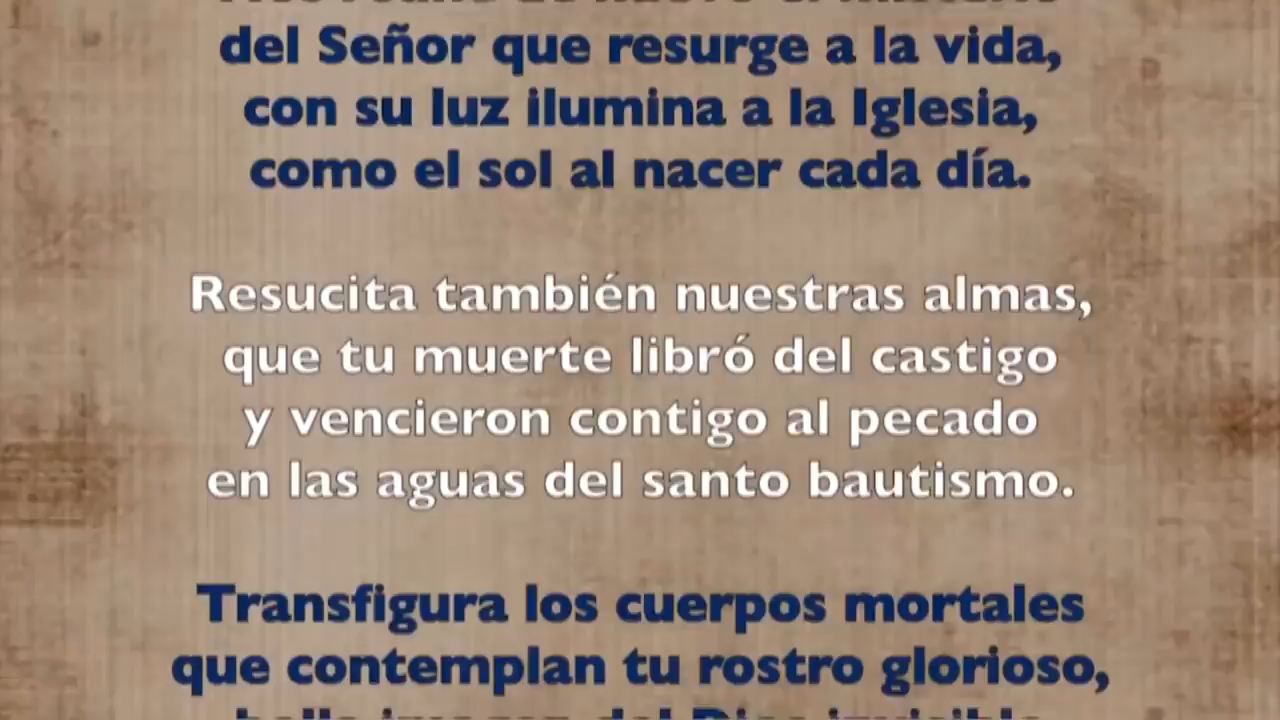 del Señor que resurge a la vida,
con su luz ilumina a la Iglesia,
como el sol al nacer cada día.
Resucita también nuestras almas,
que tu muerte libró del castigo
y vencieron contigo al pecado
en las aguas del santo bautismo.
Transfigura los cuerpos mortales
que contemplan tu rostro glorioso,